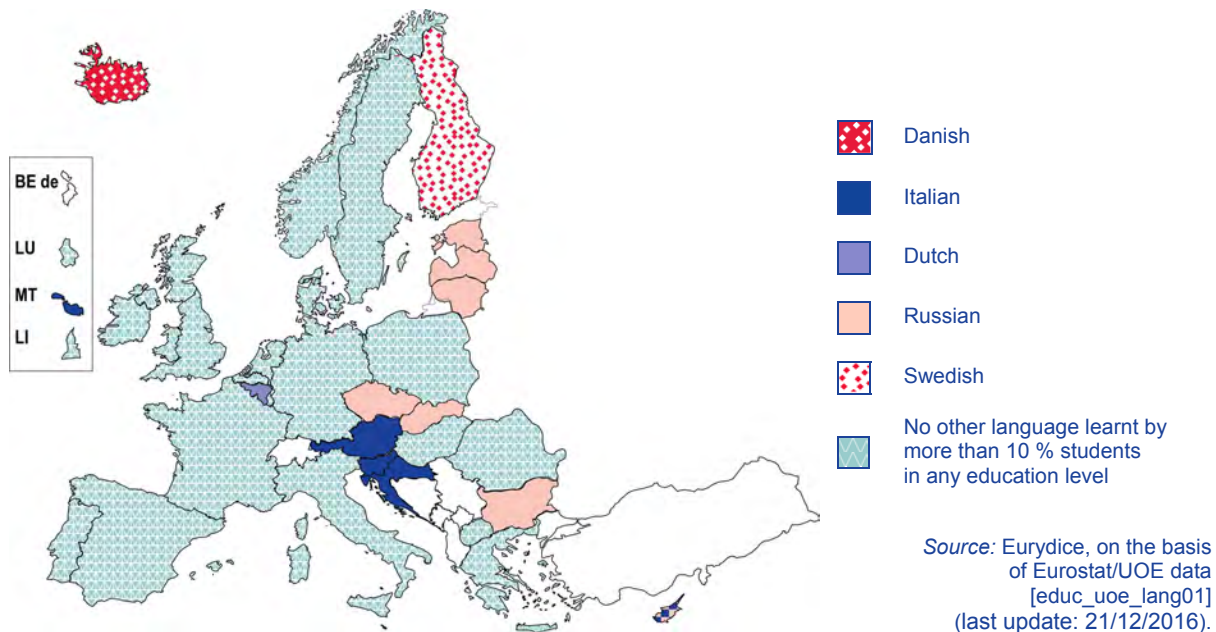 BE de
LU
MT
LI
Danish
Italian
Dutch
Russian
Swedish
No other language learnt by
more than 10 % students
in any education level
Source: Eurydice, on the basis
of Eurostat/UOE data
[educ_uoe_lang01]
(last update: 21/12/2016).